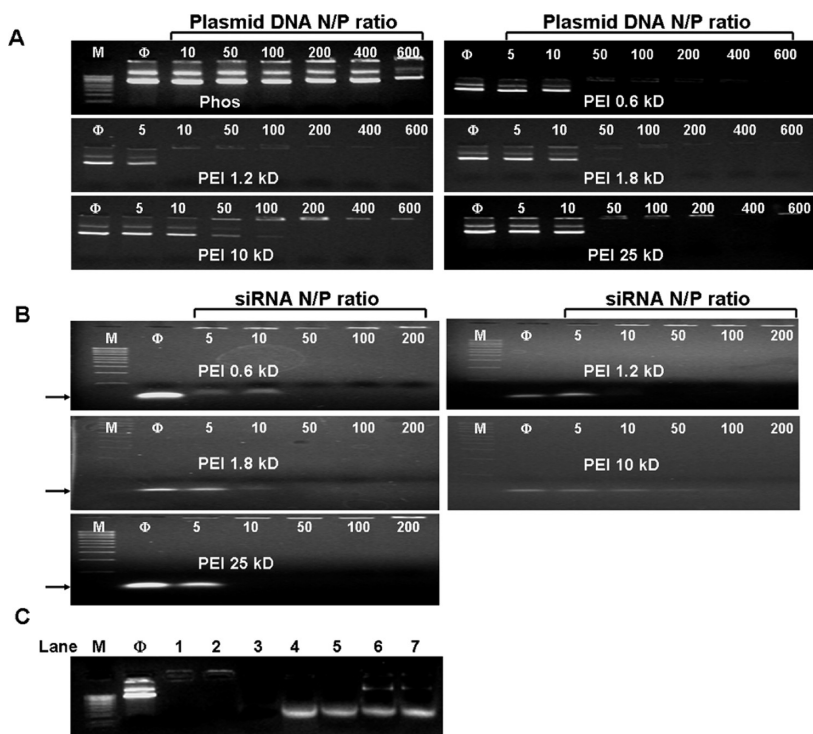 A
Plasmid DNA N/P ratio
M Φ 10 50 100 200 400 600
Phos
Plasmid DNA N/P ratio
Φ 5 10 50 100 200 400 600
PEI 0.6 kD
Φ 5 10 50 100 200 400 600
PEI 1.2 kD
Φ 5 10 50 100 200 400 600
PEI 1.8 kD
Φ 5 10 50 100 200 400 600
PEI 10 kD
Φ 5 10 50 100 200 400 600
PEI 25 kD
B
siRNA N/P ratio
M Φ 5 10 50 100 200
PEI 0.6 kD
siRNA N/P ratio
M Φ 5 10 50 100 200
PEI 1.2 kD
M Φ 5 10 50 100 200
PEI 1.8 kD
M Φ 5 10 50 100 200
PEI 10 kD
M Φ 5 10 50 100 200
PEI 25 kD
C
Lane M Φ 1 2 3 4 5 6 7